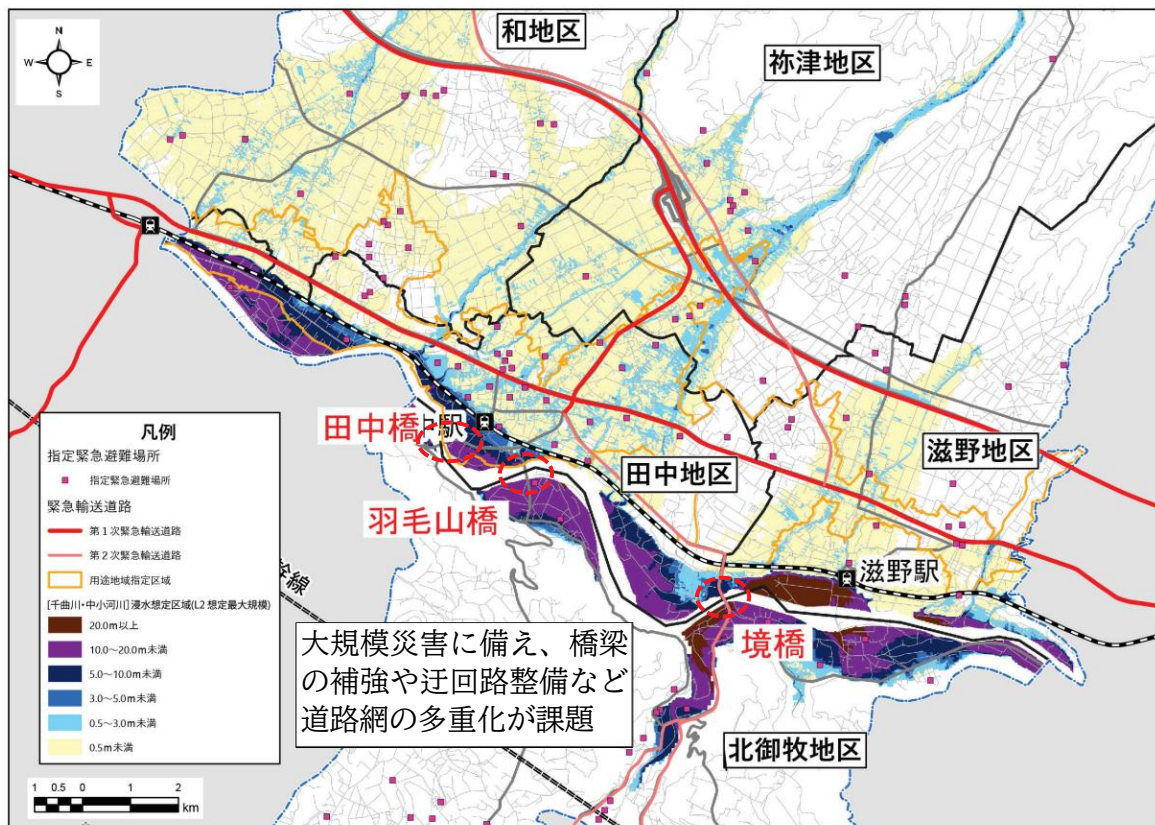 和地区
祢津地区
N
W
E
S
田中橋
駅
羽毛山橋
田中地区
滋野地区
滋野駅
境橋
北御牧地区
幹線
大規模災害に備え、橋梁
の補強や迂回路整備など
道路網の多重化が課題
凡例
指定緊急避難場所
指定緊急避難場所
緊急輸送道路
第1次緊急輸送道路
第2次緊急輸送道路
用途地域指定区域
[千曲川・中小河川]浸水想定区域(L2想定最大規模)
20.0m以上
10.0～20.0m未満
5.0～10.0m未満
3.0～5.0m未満
0.5～3.0m未満
0.5m未満
1 0.5 0 1 2
km